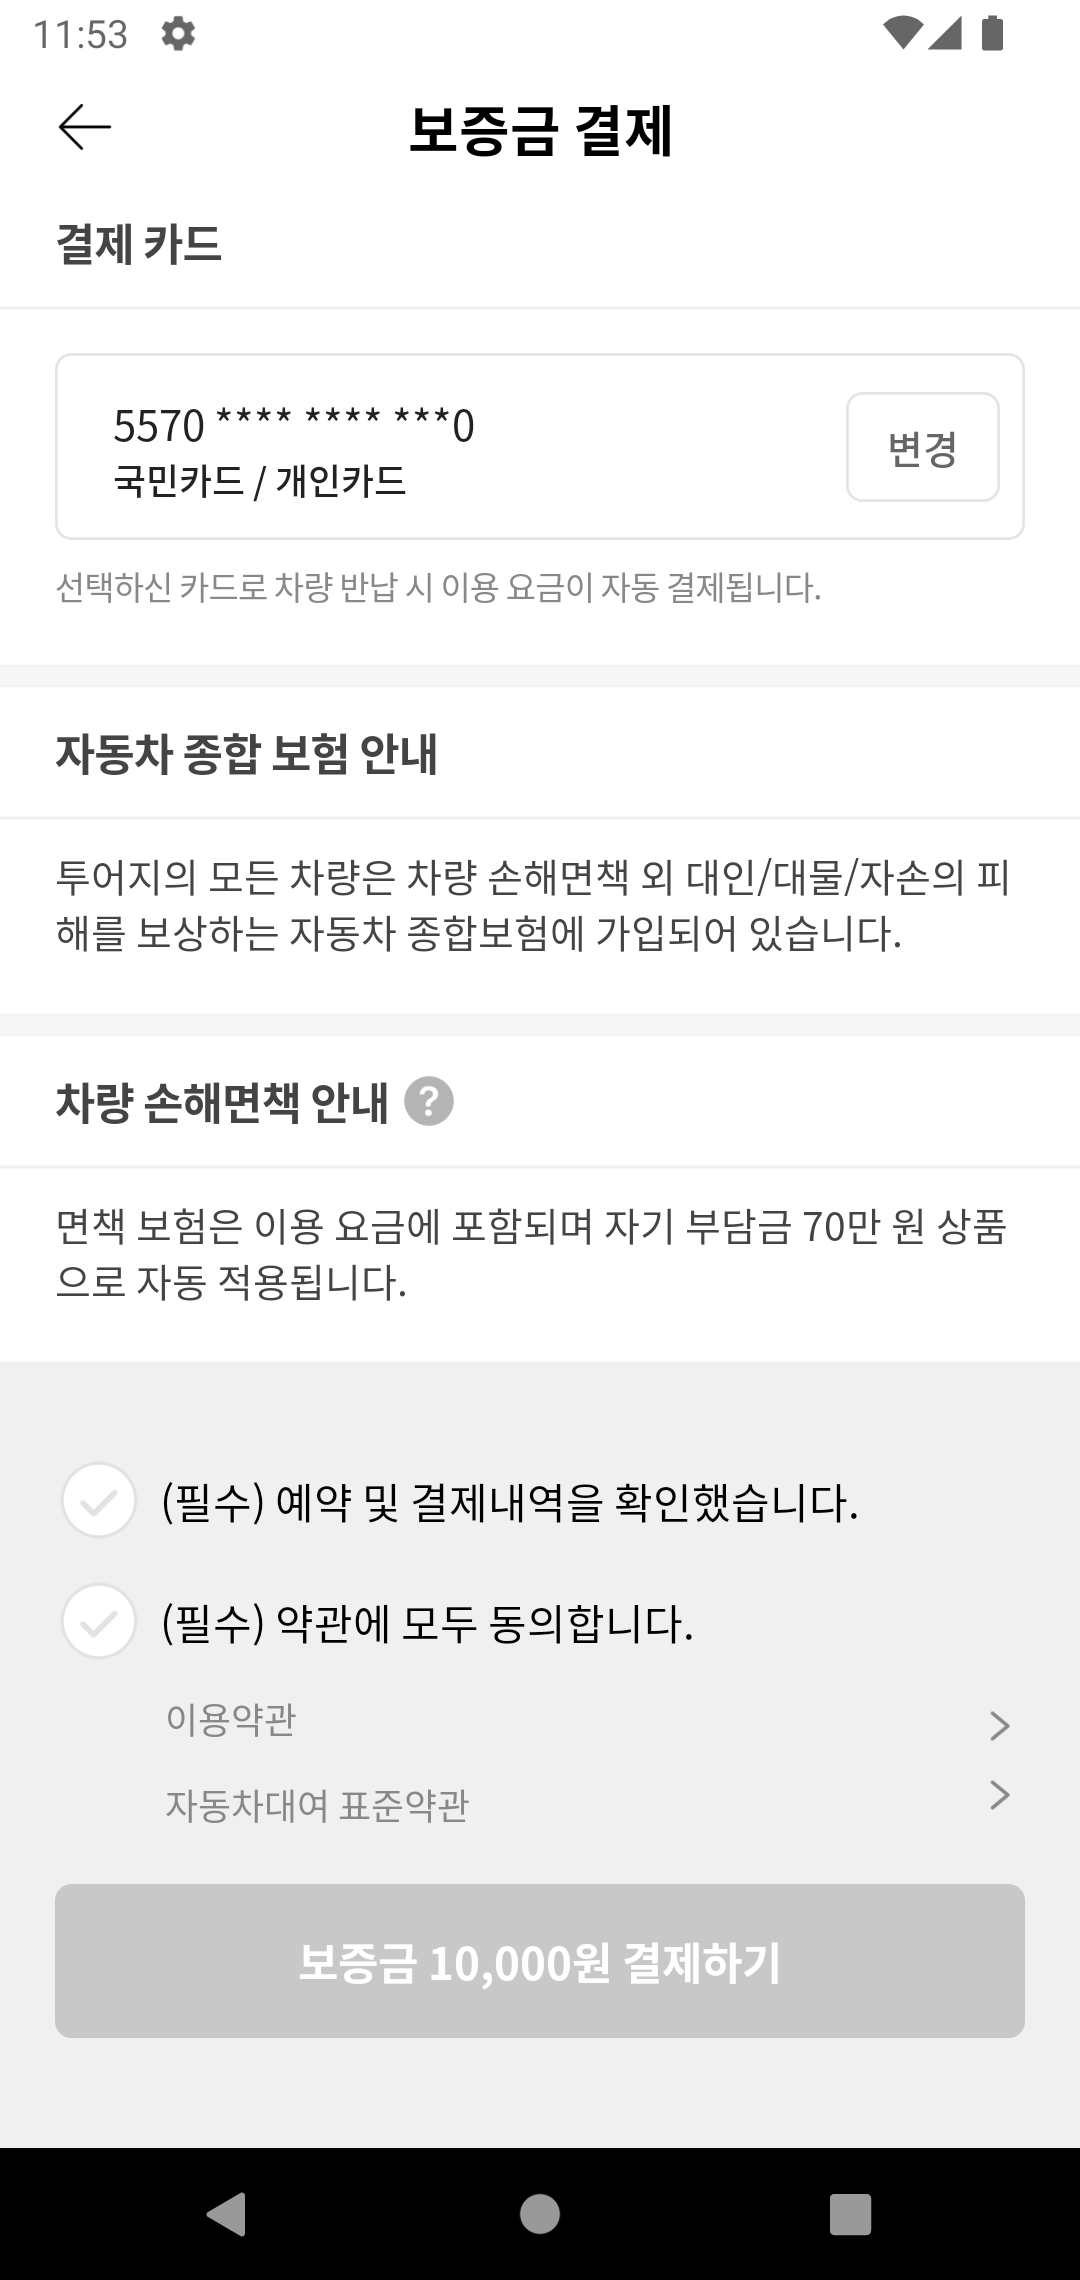 11:53
보증금 결제
결제 카드
5570 **** **** ***0
국민카드 / 개인카드
변경
선택하신 카드로 차량 반납 시 이용 요금이 자동 결제됩니다.
자동차 종합 보험 안내
투어지의 모든 차량은 차량 손해면책 외 대인/대물/자손의 피
해를 보상하는 자동차 종합보험에 가입되어 있습니다.
차량 손해면책 안내 ?
면책 보험은 이용 요금에 포함되며 자기 부담금 70만 원 상품
으로 자동 적용됩니다.
(필수) 예약 및 결제내역을 확인했습니다.
(필수) 약관에 모두 동의합니다.
이용약관
자동차대여 표준약관
보증금 10,000원 결제하기